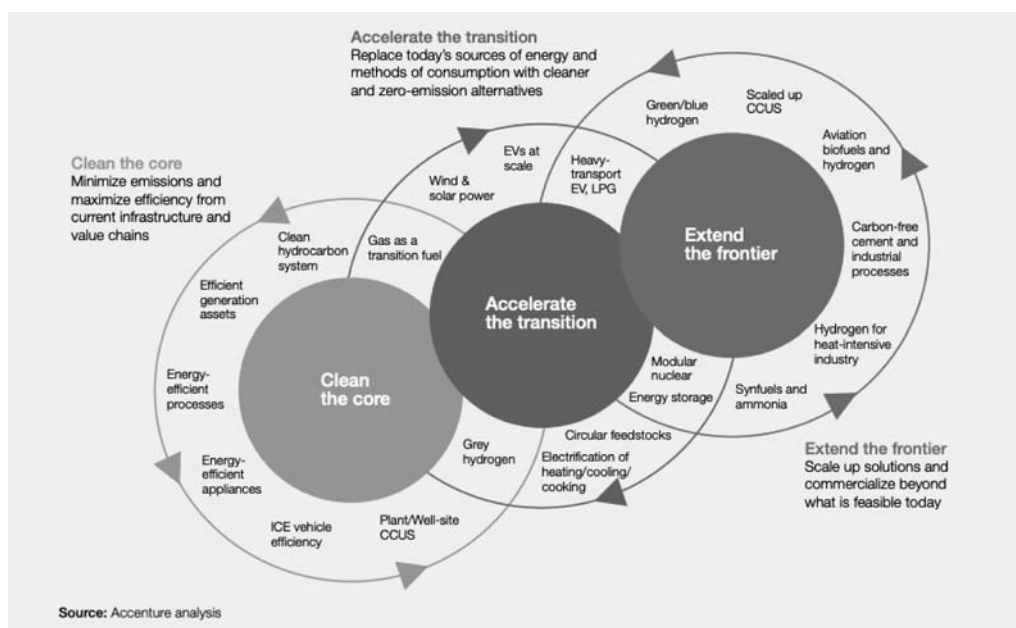 Accelerate the transition
Replace today's sources of energy and
methods of consumption with cleaner
and zero-emission alternatives
Clean the core
Minimize emissions and
maximize efficiency from
current infrastructure and
value chains
Green/blue
hydrogen
Scaled up
CCUS
Aviation
biofuels and
hydrogen
EVs at
scale
Heavy-
transport
EV, LPG
Wind &
solar power
Clean
hydrocarbon
system
Gas as a
transition fuel
Extend
the frontier
Carbon-free
cement and
industrial
processes
Efficient
generation
assets
Accelerate
the transition
Hydrogen for
heat-intensive
industry
Energy-
efficient
processes
Clean
the core
Modular
nuclear
Energy storage
Synfuels and
ammonia
Circular feedstocks
Grey
hydrogen
Electrification of
heating/cooling/
cooking
Energy-
efficient
appliances
ICE vehicle
efficiency
Plant/Well-site
CCUS
Extend the frontier
Scale up solutions and
commercialize beyond
what is feasible today
Source: Accenture analysis